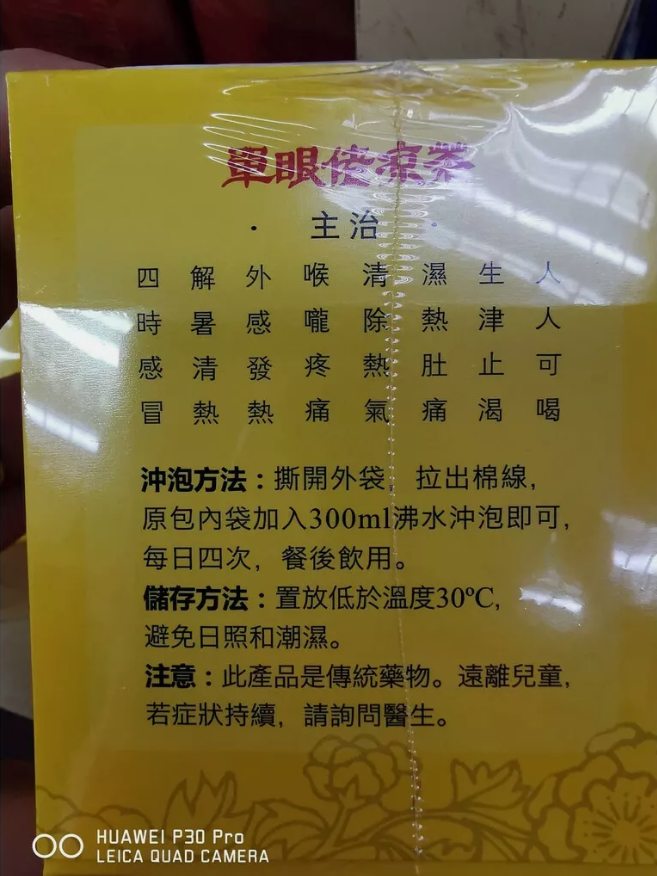 單眼佬凉茶
· 主治 ·
四時感冒
解暑清熱
外感發熱
喉嚨疼痛
清除熱氣
濕熱肚痛
生津止渴
人人可喝
沖泡方法：撕開外袋，拉出棉線，
原包內袋加入300ml沸水沖泡即可，
每日四次，餐後飲用。
儲存方法：置放低於溫度30ºC，
避免日照和潮濕。
注意：此產品是傳統藥物。遠離兒童，
若症狀持續，請詢問醫生。
HUAWEI P30 Pro
LEICA QUAD CAMERA